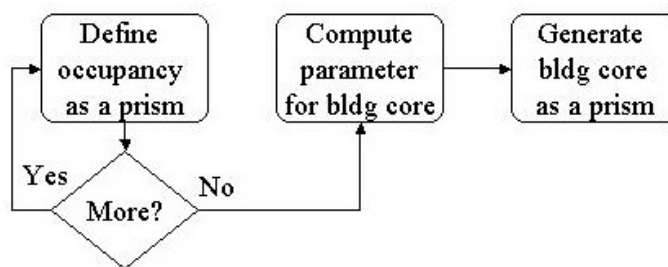 Define
occupancy
as a prism
Compute
parameter
for bldg core
Generate
bldg core
as a prism
Yes
No
More?